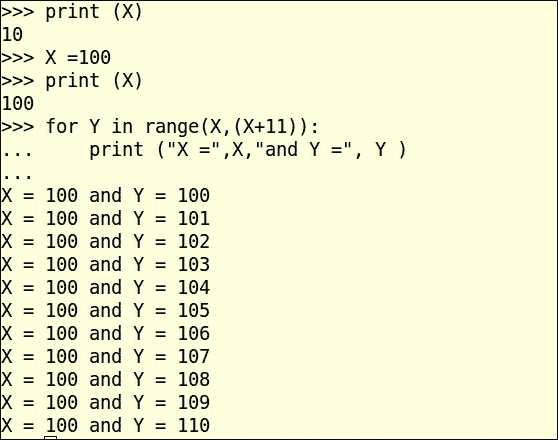 >>> print (X)
10
>>> X =100
>>> print (X)
100
>>> for Y in range(X,(X+11)):
...     print ("X =",X,"and Y =", Y )
...
X = 100 and Y = 100
X = 100 and Y = 101
X = 100 and Y = 102
X = 100 and Y = 103
X = 100 and Y = 104
X = 100 and Y = 105
X = 100 and Y = 106
X = 100 and Y = 107
X = 100 and Y = 108
X = 100 and Y = 109
X = 100 and Y = 110